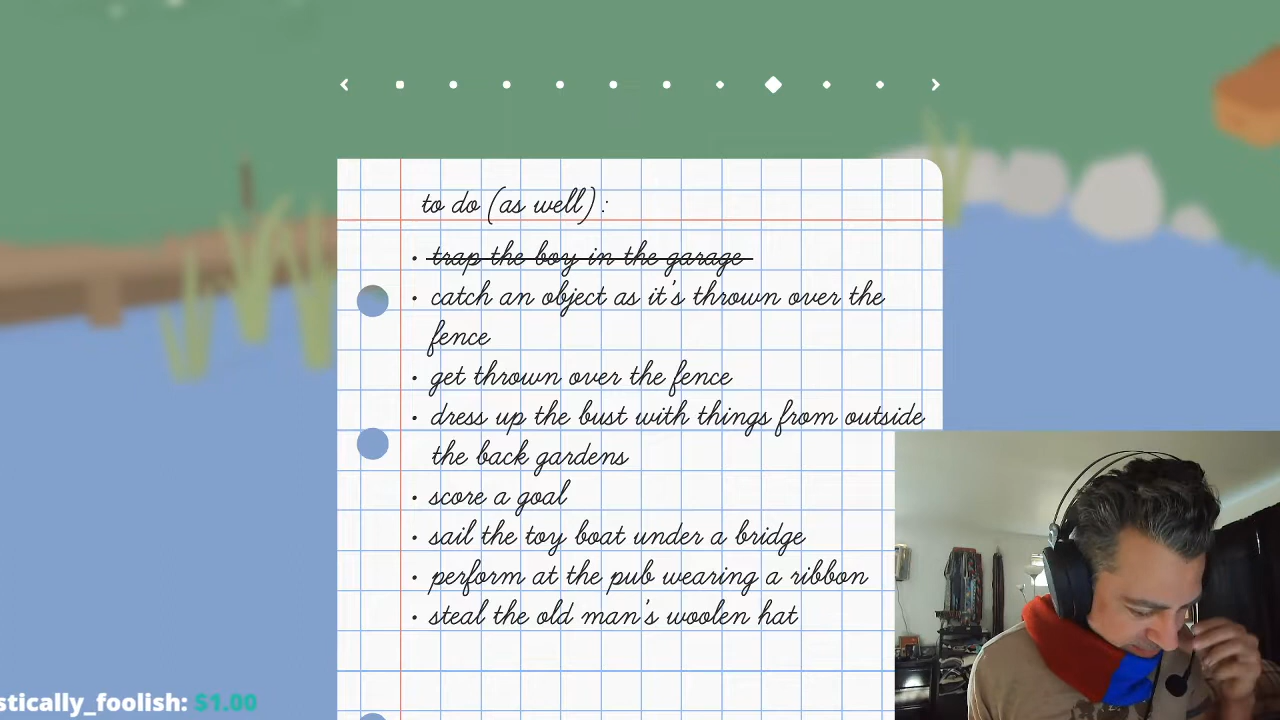 to do (as well):
• trap the boy in the garage
• catch an object as it's thrown over the
fence
• get thrown over the fence
• dress up the bust with things from outside
the back gardens
• score a goal
• sail the toy boat under a bridge
• perform at the pub wearing a ribbon
• steal the old man's woolen hat
stically_foolish: $1.00